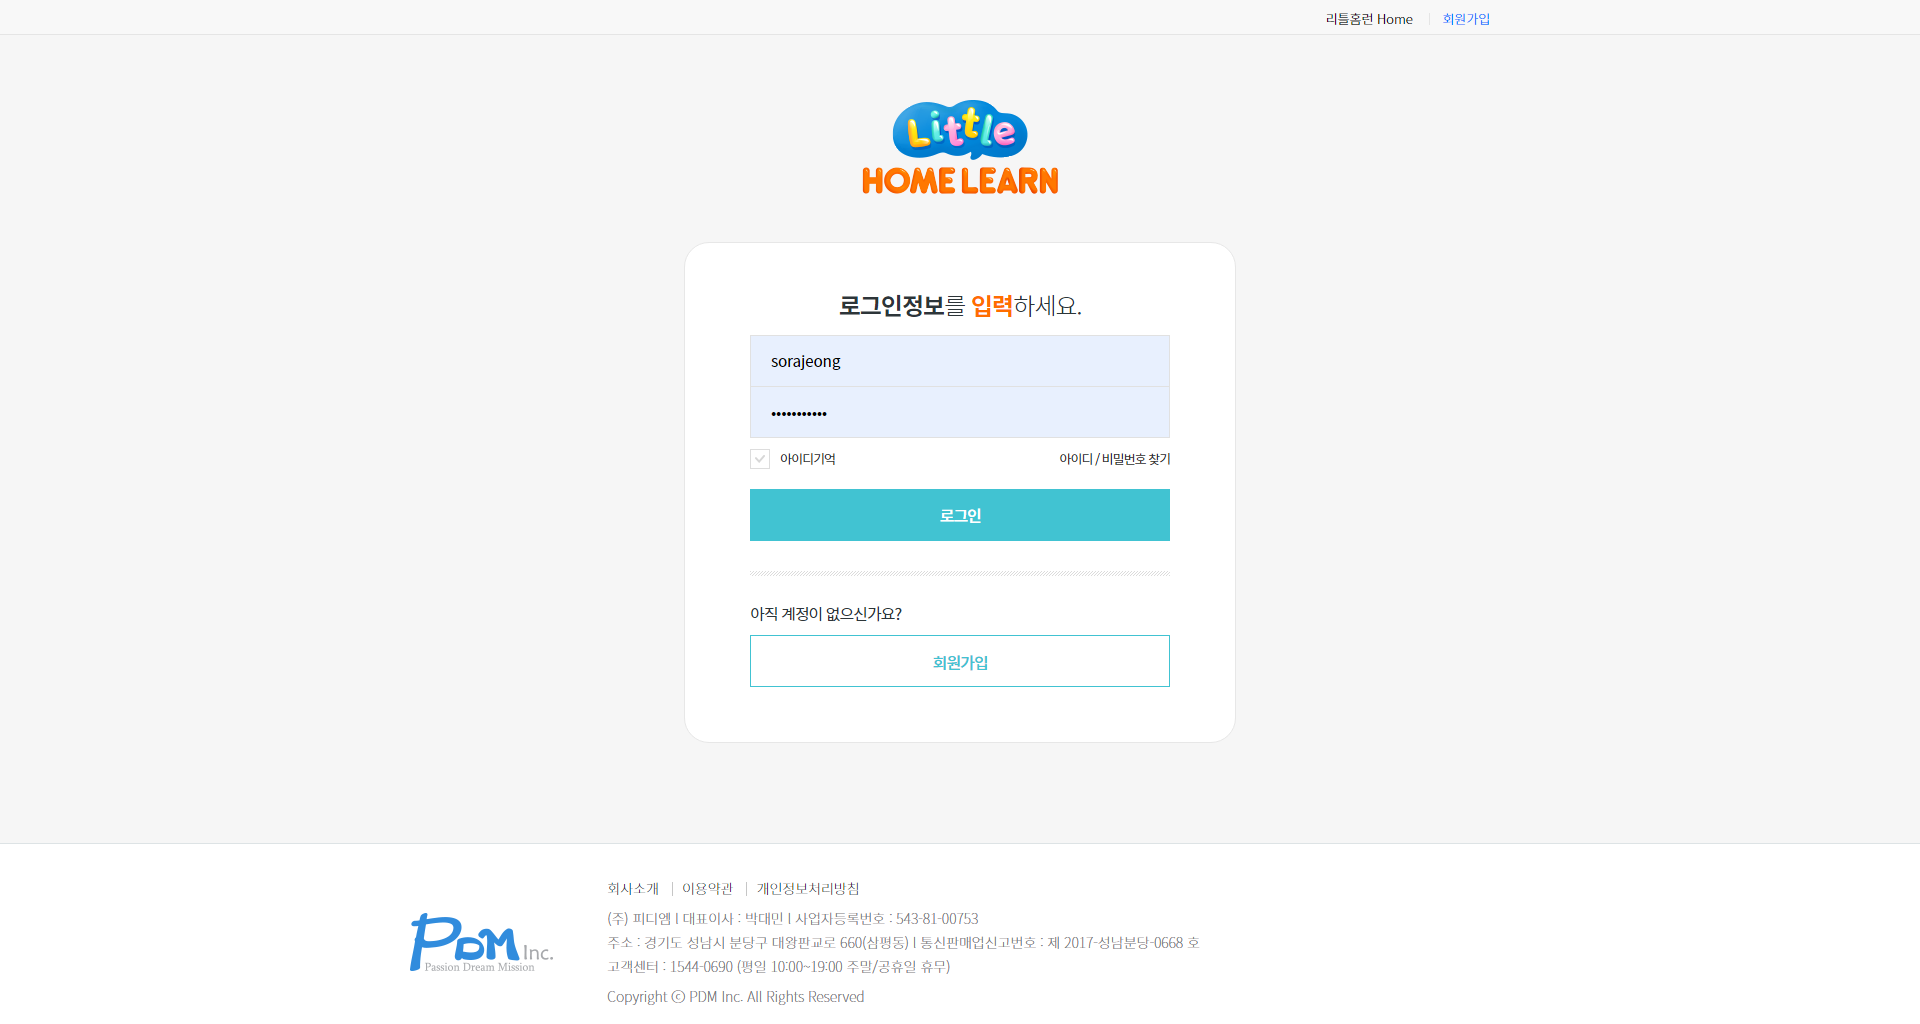 리틀홈런 Home
회원가입
Little
HOME LEARN
로그인정보를 입력하세요.
sorajeong
•••••••••••
아이디기억
아이디 / 비밀번호 찾기
로그인
아직 계정이 없으신가요?
회원가입
회사소개
이용약관
개인정보처리방침
(주) 피디엠 I 대표이사 : 박대민 I 사업자등록번호 : 543-81-00753
주소 : 경기도 성남시 분당구 대왕판교로 660(삼평동) I 통신판매업신고번호 : 제 2017-성남분당-0668 호
고객센터 : 1544-0690 (평일 10:00~19:00 주말/공휴일 휴무)
Copyright ⓒ PDM Inc. All Rights Reserved
PDM Inc.
Passion Dream Mission